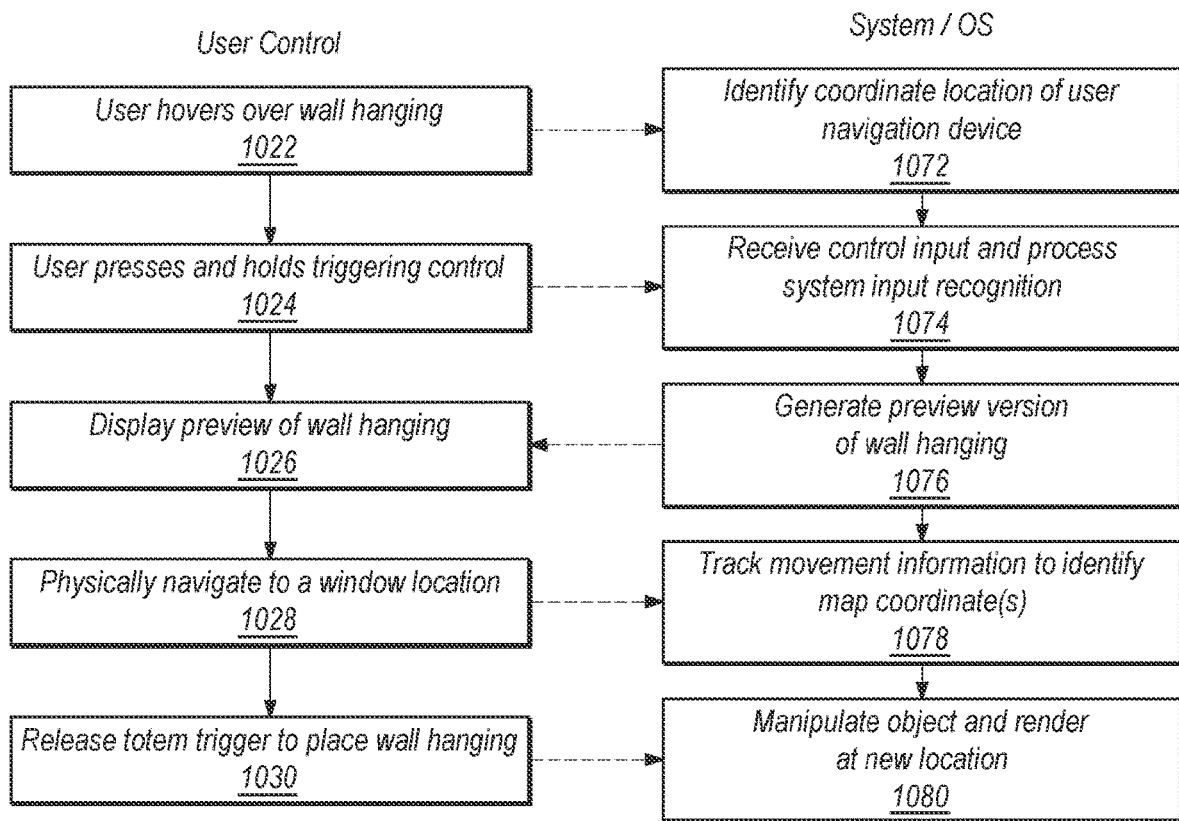 User Control
System / OS
User hovers over wall hanging
1022
Identify coordinate location of user
navigation device
1072
User presses and holds triggering control
1024
Receive control input and process
system input recognition
1074
Display preview of wall hanging
1026
Generate preview version
of wall hanging
1076
Physically navigate to a window location
1028
Track movement information to identify
map coordinate(s)
1078
Release totem trigger to place wall hanging
1030
Manipulate object and render
at new location
1080